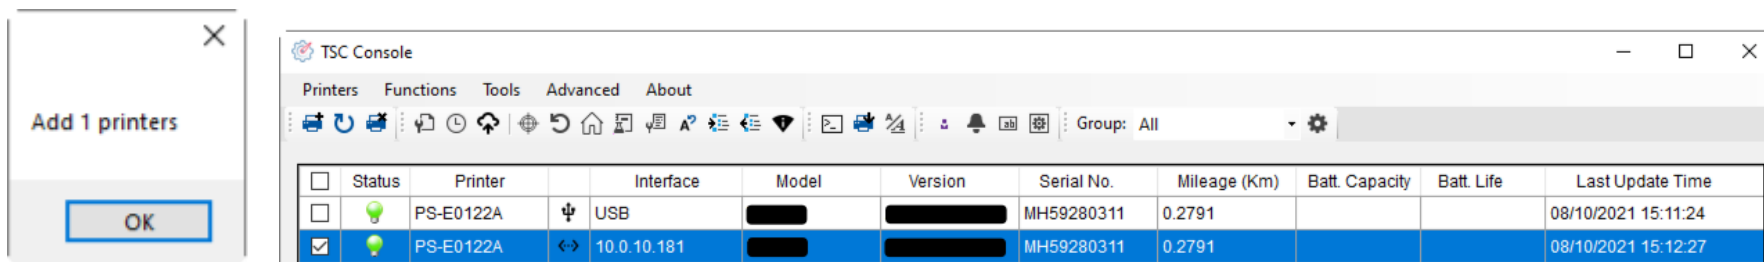 Add 1 printers
OK
TSC Console
Printers Functions Tools Advanced About
Group: All
Status Printer Interface Model Version Serial No. Mileage (Km) Batt. Capacity Batt. Life Last Update Time
PS-E0122A USB MH59280311 0.2791 08/10/2021 15:11:24
PS-E0122A 10.0.10.181 MH59280311 0.2791 08/10/2021 15:12:27